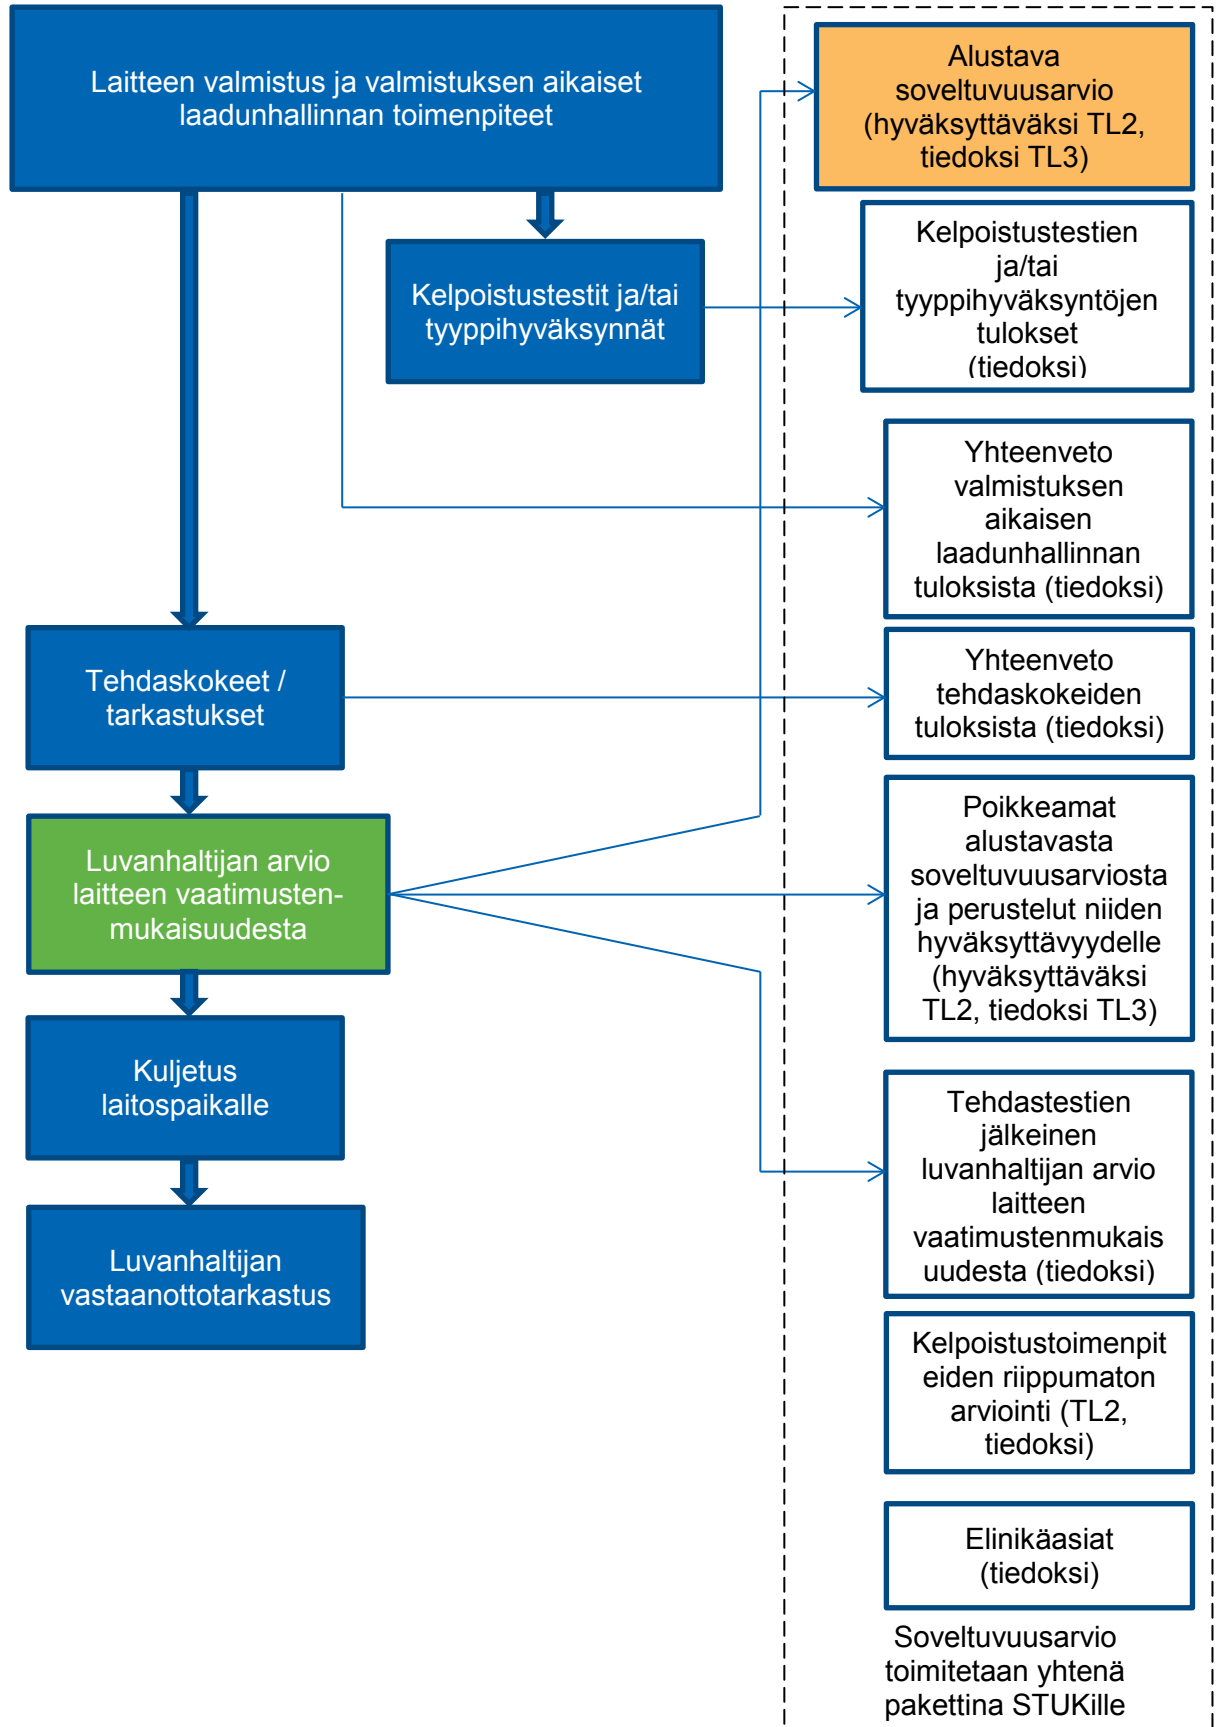 Laitteen valmistus ja valmistuksen aikaiset
laadunhallinnan toimenpiteet
Alustava
soveltuvuusarvio
(hyväksyttäväksi TL2,
tiedoksi TL3)
Kelpoistustestit ja/tai
tyyppihyväksynnät
Kelpoistustestien
ja/tai
tyyppihyväksyntöjen
tulokset
(tiedoksi)
Yhteenveto
valmistuksen
aikaisen
laadunhallinnan
tuloksista (tiedoksi)
Tehdaskokeet /
tarkastukset
Yhteenveto
tehdaskokeiden
tuloksista (tiedoksi)
Luvanhaltijan arvio
laitteen vaatimusten-
mukaisuudesta
Poikkeamat
alustavasta
soveltuvuusarviosta
ja perustelut niiden
hyväksyttävyydelle
(hyväksyttäväksi
TL2, tiedoksi TL3)
Kuljetus
laitospaikalle
Tehdastestien
jälkeinen
luvanhaltijan arvio
laitteen
vaatimustenmukais
uudesta (tiedoksi)
Luvanhaltijan
vastaanottotarkastus
Kelpoistustoimenpit
eiden riippumaton
arviointi (TL2,
tiedoksi)
Elinikäasiat
(tiedoksi)
Soveltuvuusarvio
toimitetaan yhtenä
pakettina STUKille